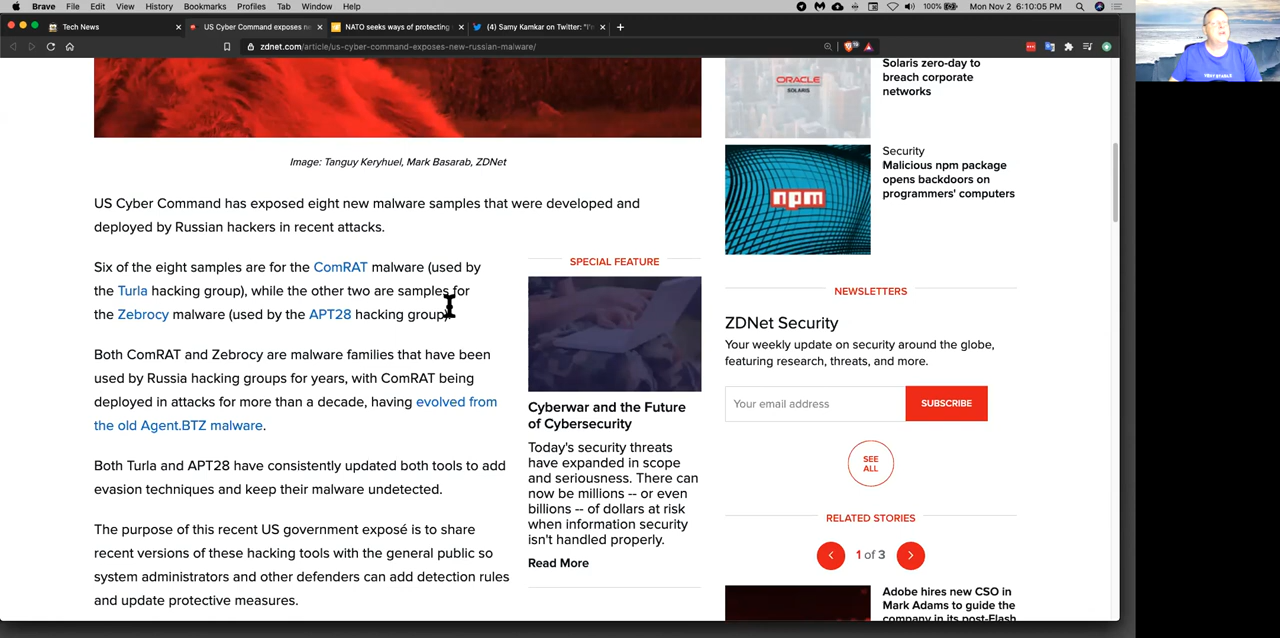 Brave File Edit View History Bookmarks Profiles Tab Window Help
100% Mon Nov 2 6:10:05 PM
Tech News
US Cyber Command exposes
NATO seeks ways of protecting
(4) Samy Kamkar on Twitter: "I'
zdnet.com/article/us-cyber-command-exposes-new-russian-malware/
Image: Tanguy Keryhuel, Mark Basarab, ZDNet
US Cyber Command has exposed eight new malware samples that were developed and
deployed by Russian hackers in recent attacks.
Six of the eight samples are for the ComRAT malware (used by
the Turla hacking group), while the other two are samples for
the Zebrocy malware (used by the APT28 hacking group)
Both ComRAT and Zebrocy are malware families that have been
used by Russia hacking groups for years, with ComRAT being
deployed in attacks for more than a decade, having evolved from
the old Agent.BTZ malware.
Both Turla and APT28 have consistently updated both tools to add
evasion techniques and keep their malware undetected.
The purpose of this recent US government exposé is to share
recent versions of these hacking tools with the general public so
system administrators and other defenders can add detection rules
and update protective measures.
SPECIAL FEATURE
Cyberwar and the Future
of Cybersecurity
Today's security threats
have expanded in scope
and seriousness. There can
now be millions -- or even
billions -- of dollars at risk
when information security
isn't handled properly.
Read More
ORACLE
SOLARIS
Solaris zero-day to
breach corporate
networks
npm
Security
Malicious npm package
opens backdoors on
programmers' computers
NEWSLETTERS
ZDNet Security
Your weekly update on security around the globe,
featuring research, threats, and more.
Your email address
SUBSCRIBE
SEE
ALL
RELATED STORIES
1 of 3
Adobe hires new CSO in
Mark Adams to guide the
company in its post-Flash